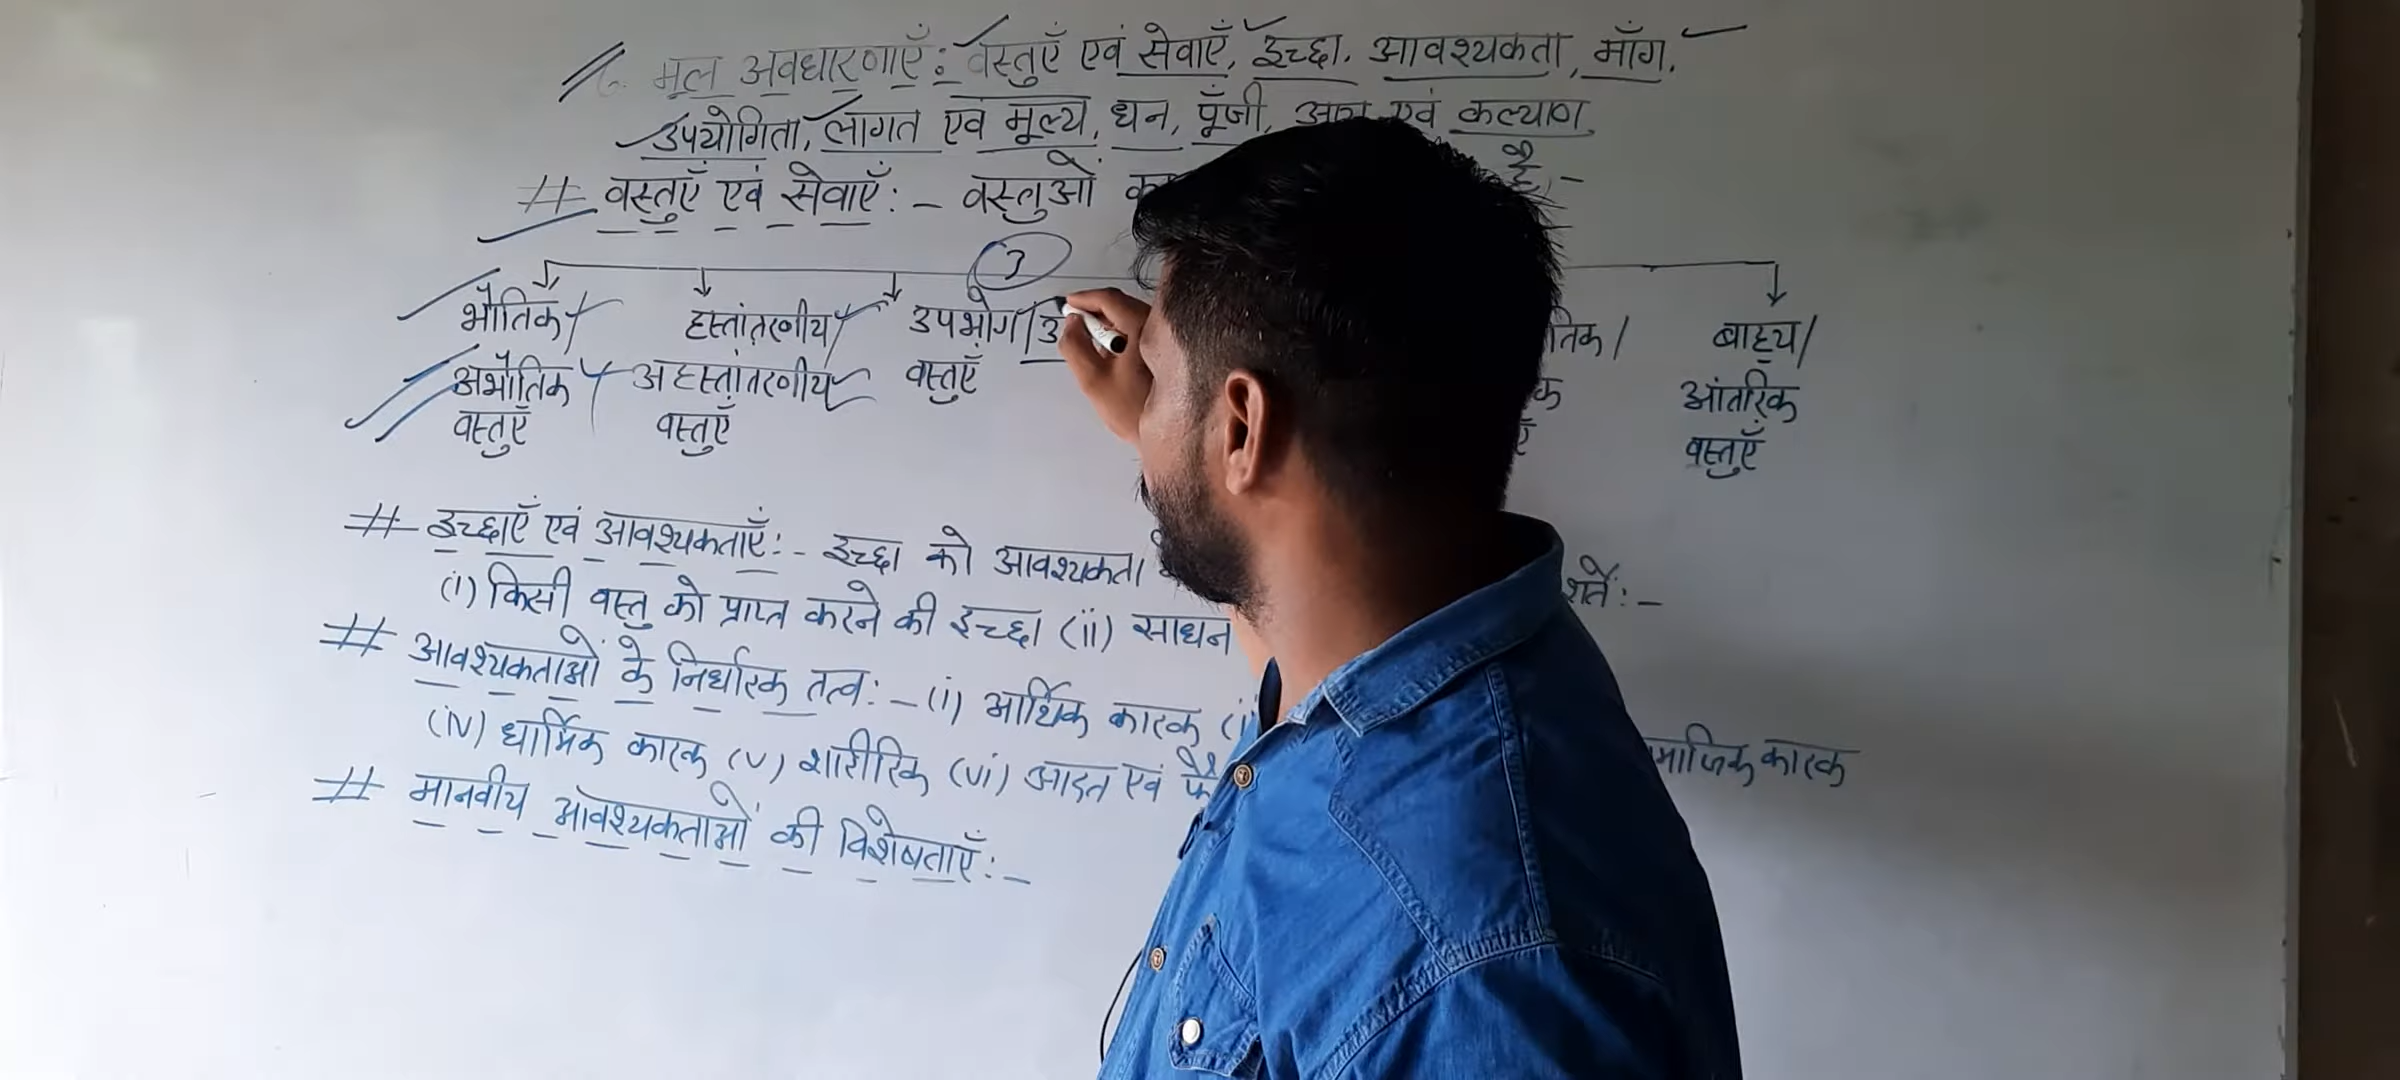 मूल अवधारणाएँ: वस्तुएँ एवं सेवाएँ, इच्छा, आवश्यकता, माँग,
उपयोगिता, लागत एवं मूल्य, धन, पूँजी, एवं कल्याण
# वस्तुएँ एवं सेवाएँ:- वस्तुओं है:-
3
भौतिक/ हस्तांतरणीय/ उपभोग/ बाह्य/
अभौतिक अहस्तांतरणीय वस्तुएँ आंतरिक
वस्तुएँ वस्तुएँ वस्तुएँ
# इच्छाएँ एवं आवश्यकताएँ:- इच्छा को आवश्यकता शर्तें:-
(i) किसी वस्तु को प्राप्त करने की इच्छा (ii) साधन
# आवश्यकताओं के निर्धारक तत्व:- (i) आर्थिक कारक कारक
(iv) धार्मिक कारक (v) शारीरिक (vi) आदत एवं
# मानवीय आवश्यकताओं की विशेषताएँ:-